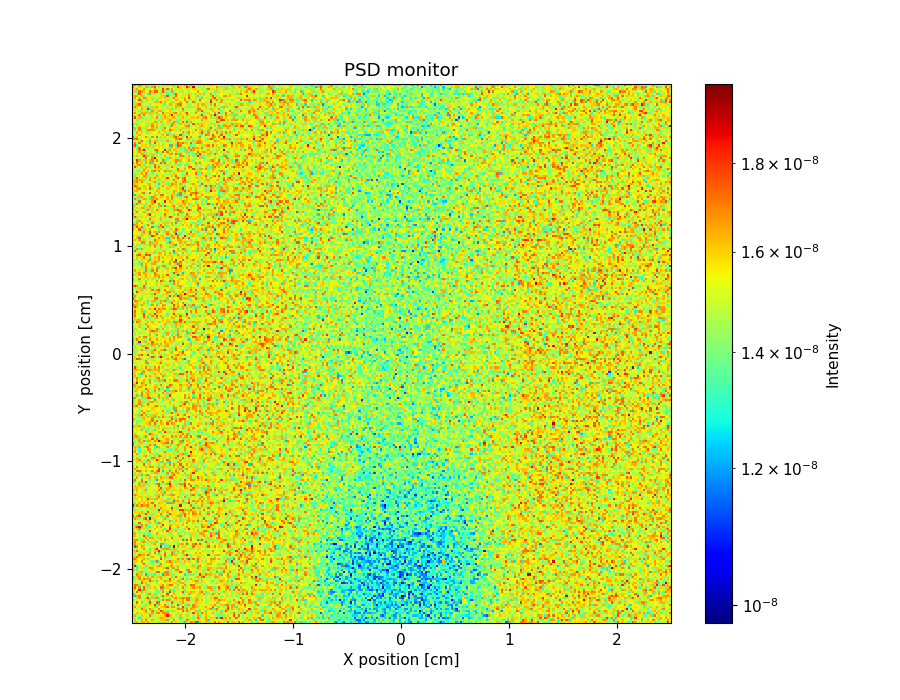 PSD monitor
2
1
0
−1
−2
−2
−1
0
1
2
X position [cm]
Y position [cm]
1.8 × 10⁻⁸
1.6 × 10⁻⁸
1.4 × 10⁻⁸
1.2 × 10⁻⁸
10⁻⁸
Intensity